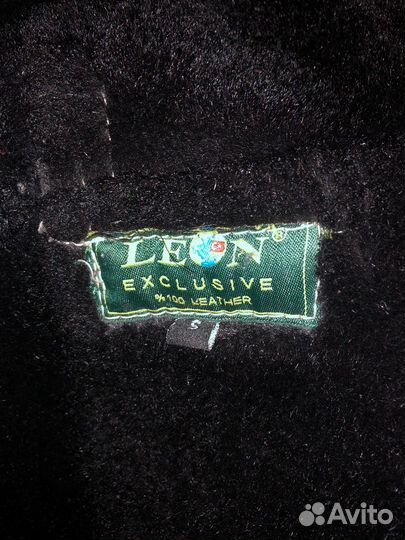 LEON®
EXCLUSIVE
%100 LEATHER
S
Avito